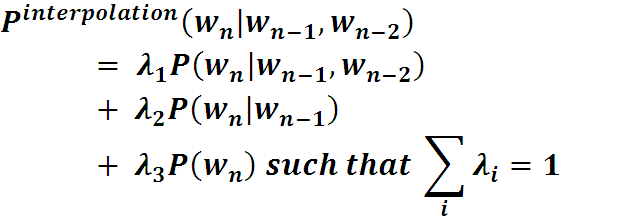 P^{interpolation}(w_n|w_{n-1}, w_{n-2})
= λ_1P(w_n|w_{n-1}, w_{n-2})
+ λ_2P(w_n|w_{n-1})
+ λ_3P(w_n) such that ∑_i λ_i = 1